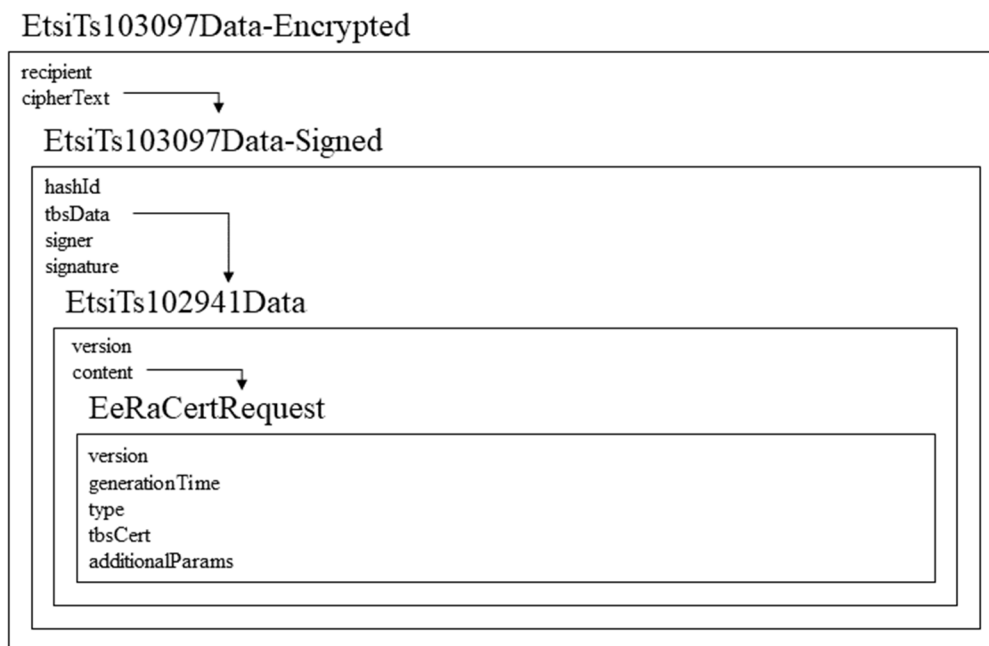 EtsiTs103097Data-Encrypted
recipient
cipherText
EtsiTs103097Data-Signed
hashId
tbsData
signer
signature
EtsiTs102941Data
version
content
EeRaCertRequest
version
generationTime
type
tbsCert
additionalParams